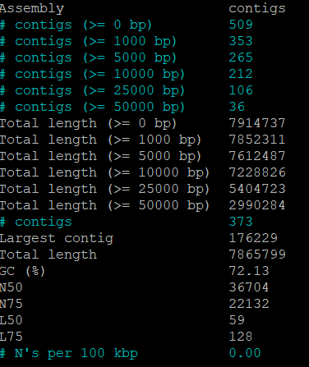 Assembly contigs
# contigs (>= 0 bp) 509
# contigs (>= 1000 bp) 353
# contigs (>= 5000 bp) 265
# contigs (>= 10000 bp) 212
# contigs (>= 25000 bp) 106
# contigs (>= 50000 bp) 36
Total length (>= 0 bp) 7914737
Total length (>= 1000 bp) 7852311
Total length (>= 5000 bp) 7612487
Total length (>= 10000 bp) 7228826
Total length (>= 25000 bp) 5404723
Total length (>= 50000 bp) 2990284
# contigs 373
Largest contig 176229
Total length 7865799
GC (%) 72.13
N50 36704
N75 22132
L50 59
L75 128
# N's per 100 kbp 0.00